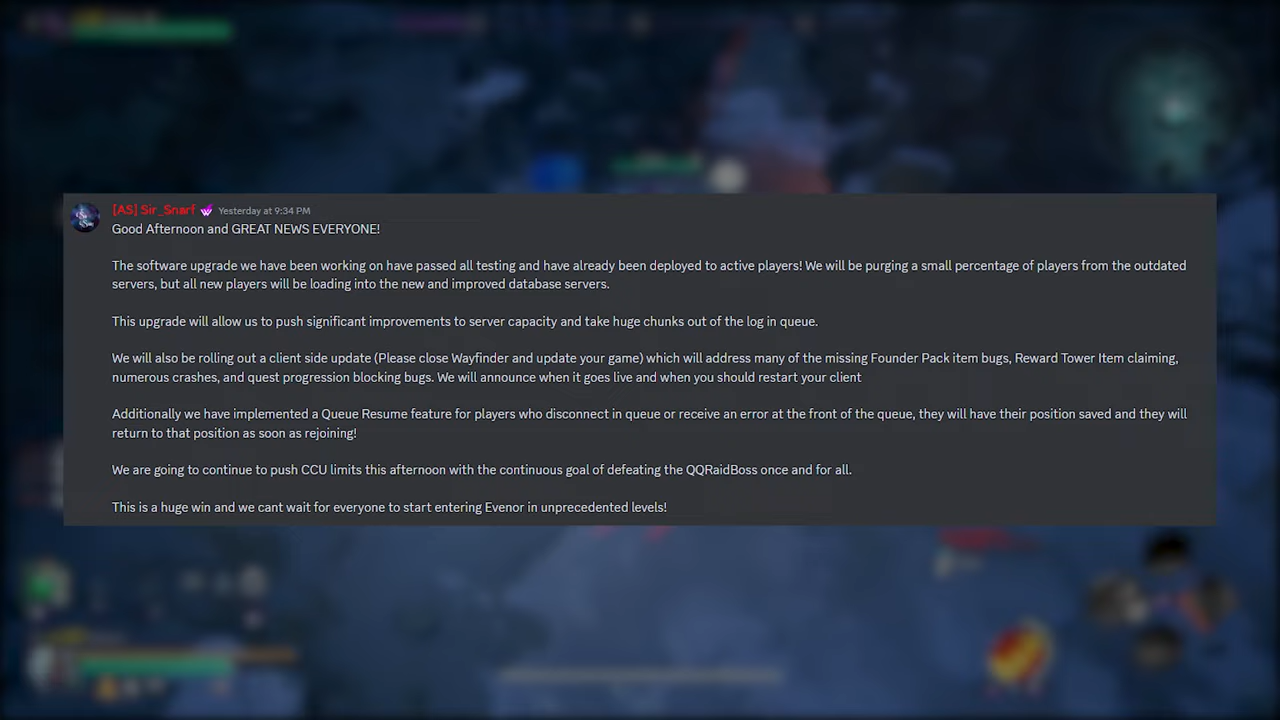 [AS] Sir_Snarf Yesterday at 9:34 PM
Good Afternoon and GREAT NEWS EVERYONE!
The software upgrade we have been working on have passed all testing and have already been deployed to active players! We will be purging a small percentage of players from the outdated
servers, but all new players will be loading into the new and improved database servers.
This upgrade will allow us to push significant improvements to server capacity and take huge chunks out of the log in queue.
We will also be rolling out a client side update (Please close Wayfinder and update your game) which will address many of the missing Founder Pack item bugs, Reward Tower Item claiming,
numerous crashes, and quest progression blocking bugs. We will announce when it goes live and when you should restart your client
Additionally we have implemented a Queue Resume feature for players who disconnect in queue or receive an error at the front of the queue, they will have their position saved and they will
return to that position as soon as rejoining!
We are going to continue to push CCU limits this afternoon with the continuous goal of defeating the QQRaidBoss once and for all.
This is a huge win and we cant wait for everyone to start entering Evenor in unprecedented levels!